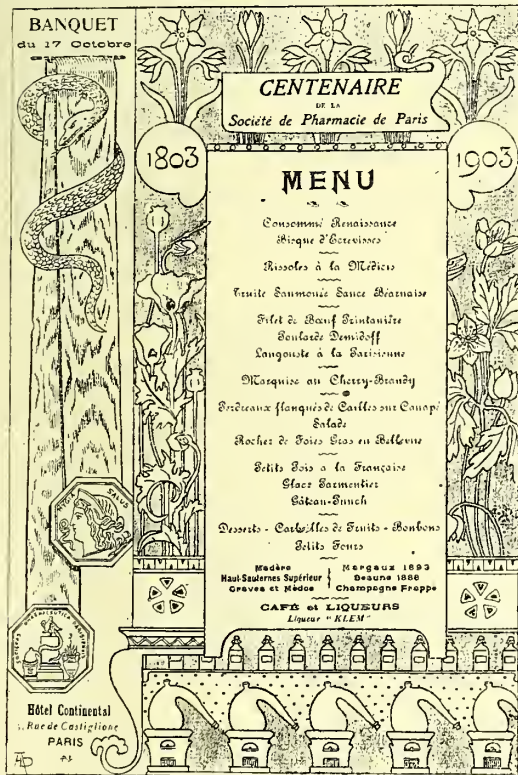 BANQUET
du 17 Octobre
CENTENAIRE
DE LA
Société de Pharmacie de Paris
1803
1903
MENU
Consommé Renaissance
Bisque d'Ecrevisses
Rissoles à la Médicis
Truite Saumonée Sauce Béarnaise
Filet de Bœuf Printanière
Poularde Demidoff
Langouste à la Parisienne
Marquise au Cherry-Brandy
Perdreaux flanqués de Cailles sur Canapé
Salade
Rocher de Foies Gras en Bellevue
Petits Pois a la Française
Glace Parmentier
Gâteau-Punch
Desserts - Corbeilles de Fruits - Bonbons
Petits Fours
Madère
Haut-Sauternes Supérieur
Graves et Médoc
Margaux 1893
Beaune 1886
Champagne Frappé
CAFÉ et LIQUEURS
Liqueur "KLEM"
SALUS
Hôtel Continental
Rue de Castiglione
PARIS